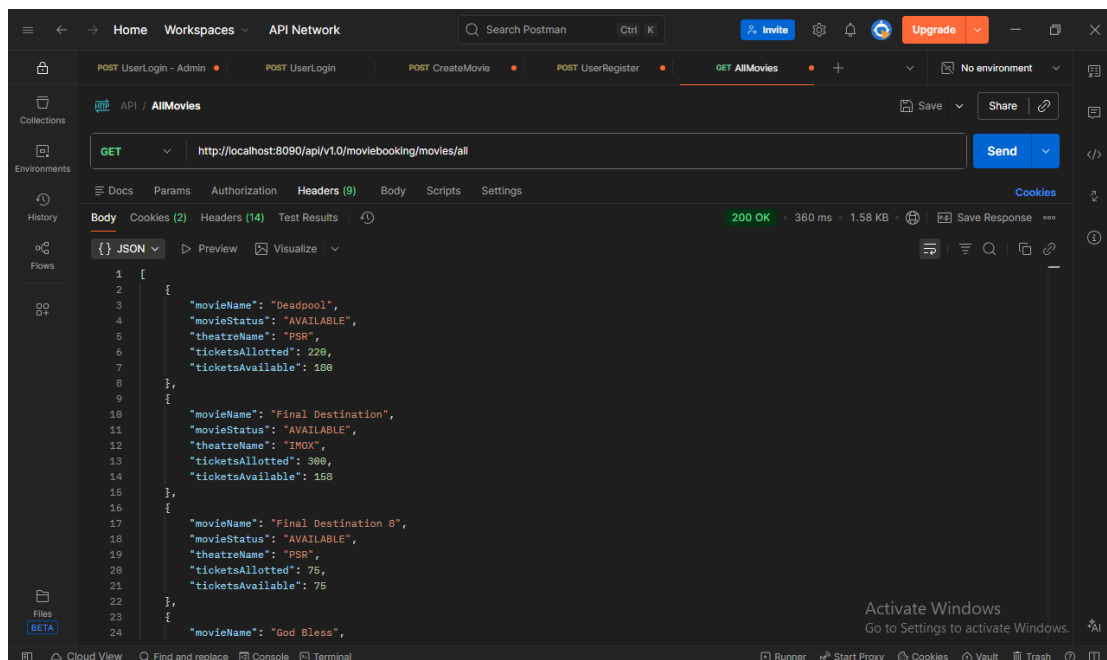 Home Workspaces API Network Search Postman Ctrl K Invite Upgrade
POST UserLogin - Admin POST UserLogin POST CreateMovie POST UserRegister GET AllMovies + No environment
HTTP API / AllMovies Save Share
Collections
GET http://localhost:8090/api/v1.0/moviebooking/movies/all Send
Environments
Docs Params Authorization Headers (9) Body Scripts Settings Cookies
History
Body Cookies (2) Headers (14) Test Results 200 OK 360 ms 1.58 KB e.g. Save Response
{} JSON Preview Visualize
Flows
1 [
2 {
3 "movieName": "Deadpool",
4 "movieStatus": "AVAILABLE",
5 "theatreName": "PSR",
6 "ticketsAllotted": 220,
7 "ticketsAvailable": 180
8 },
9 {
10 "movieName": "Final Destination",
11 "movieStatus": "AVAILABLE",
12 "theatreName": "IMOX",
13 "ticketsAllotted": 300,
14 "ticketsAvailable": 158
15 },
16 {
17 "movieName": "Final Destination 8",
18 "movieStatus": "AVAILABLE",
19 "theatreName": "PSR",
20 "ticketsAllotted": 75,
21 "ticketsAvailable": 75
22 },
23 {
24 "movieName": "God Bless",
Files
BETA
Activate Windows
Go to Settings to activate Windows.
AI
Cloud View Find and replace Console Terminal Runner Start Proxy Cookies Vault Trash